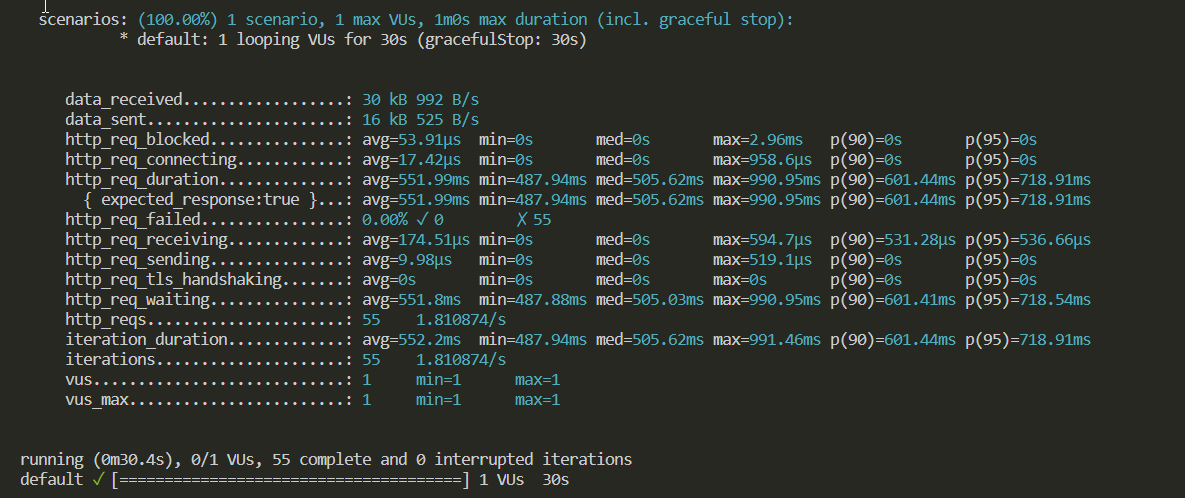 scenarios: (100.00%) 1 scenario, 1 max VUs, 1m0s max duration (incl. graceful stop):
* default: 1 looping VUs for 30s (gracefulStop: 30s)
data_received..................: 30 kB 992 B/s
data_sent......................: 16 kB 525 B/s
http_req_blocked...............: avg=53.91µs min=0s med=0s max=2.96ms p(90)=0s p(95)=0s
http_req_connecting............: avg=17.42µs min=0s med=0s max=958.6µs p(90)=0s p(95)=0s
http_req_duration..............: avg=551.99ms min=487.94ms med=505.62ms max=990.95ms p(90)=601.44ms p(95)=718.91ms
{ expected_response:true }...: avg=551.99ms min=487.94ms med=505.62ms max=990.95ms p(90)=601.44ms p(95)=718.91ms
http_req_failed................: 0.00% ✓ 0 ✗ 55
http_req_receiving.............: avg=174.51µs min=0s med=0s max=594.7µs p(90)=531.28µs p(95)=536.66µs
http_req_sending...............: avg=9.98µs min=0s med=0s max=519.1µs p(90)=0s p(95)=0s
http_req_tls_handshaking.......: avg=0s min=0s med=0s max=0s p(90)=0s p(95)=0s
http_req_waiting...............: avg=551.8ms min=487.88ms med=505.03ms max=990.95ms p(90)=601.41ms p(95)=718.54ms
http_reqs......................: 55 1.810874/s
iteration_duration.............: avg=552.2ms min=487.94ms med=505.62ms max=991.46ms p(90)=601.44ms p(95)=718.91ms
iterations.....................: 55 1.810874/s
vus............................: 1 min=1 max=1
vus_max........................: 1 min=1 max=1
running (0m30.4s), 0/1 VUs, 55 complete and 0 interrupted iterations
default ✓ [======================================] 1 VUs 30s